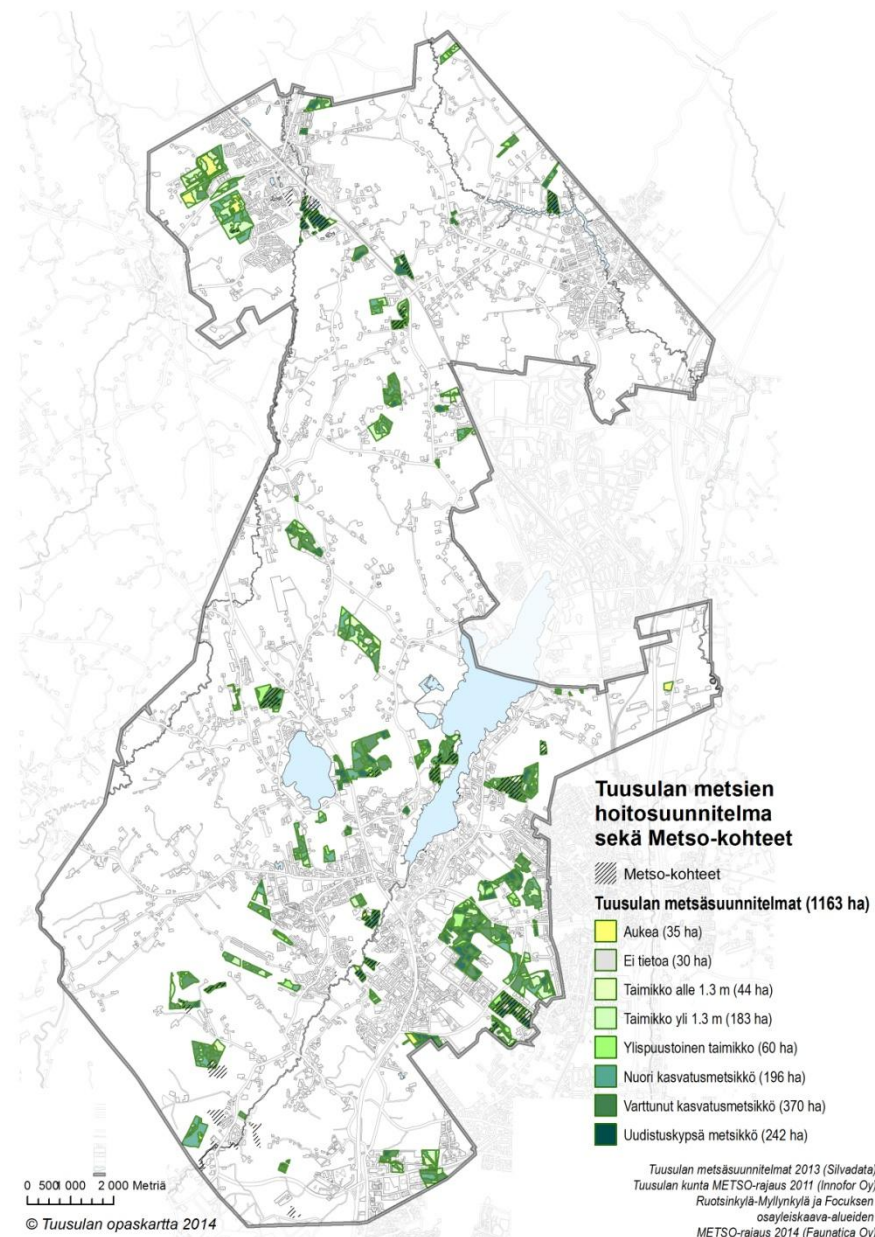 Tuusulan metsien
hoitosuunnitelma
sekä Metso-kohteet
Metso-kohteet
Tuusulan metsäsuunnitelmat (1163 ha)
Aukea (35 ha)
Ei tietoa (30 ha)
Taimikko alle 1.3 m (44 ha)
Taimikko yli 1.3 m (183 ha)
Ylispuustoinen taimikko (60 ha)
Nuori kasvatusmetsikkö (196 ha)
Varttunut kasvatusmetsikkö (370 ha)
Uudistuskypsä metsikkö (242 ha)
Tuusulan metsäsuunnitelmat 2013 (Silvadata)
Tuusulan kunta METSO-rajaus 2011 (Innofor Oy)
Ruotsinkylä-Myllynkylä ja Focuksen
osayleiskaava-alueiden
METSO-rajaus 2014 (Faunatica Oy)
0 500 1 000 2 000 Metriä
© Tuusulan opaskartta 2014